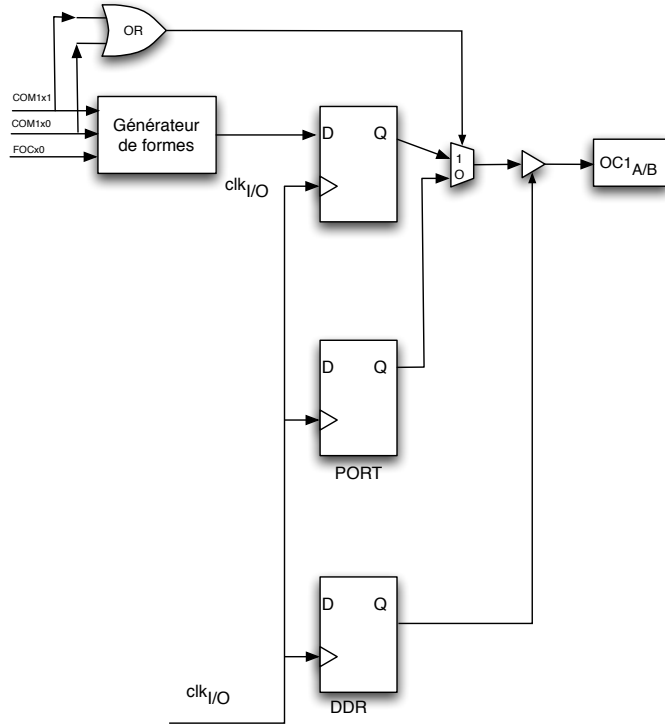 OR
COM1x1
COM1x0
FOCx0
Générateur
de formes
D Q
clkI/O
1
O
OC1A/B
D Q
PORT
D Q
clkI/O
DDR